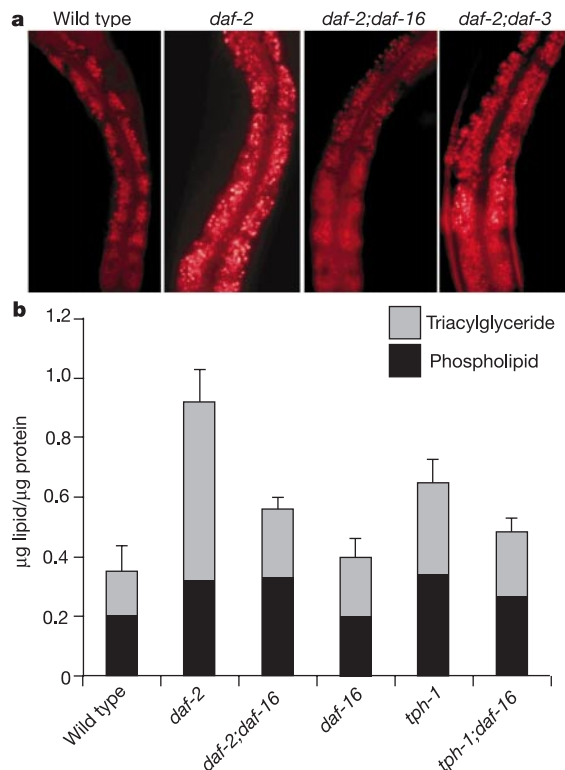 a Wild type daf-2 daf-2;daf-16 daf-2;daf-3
b
1.2
1.0
0.8
0.6
0.4
0.2
0
µg lipid/µg protein
Triacylglyceride
Phospholipid
Wild type
daf-2
daf-2;daf-16
daf-16
tph-1
tph-1;daf-16